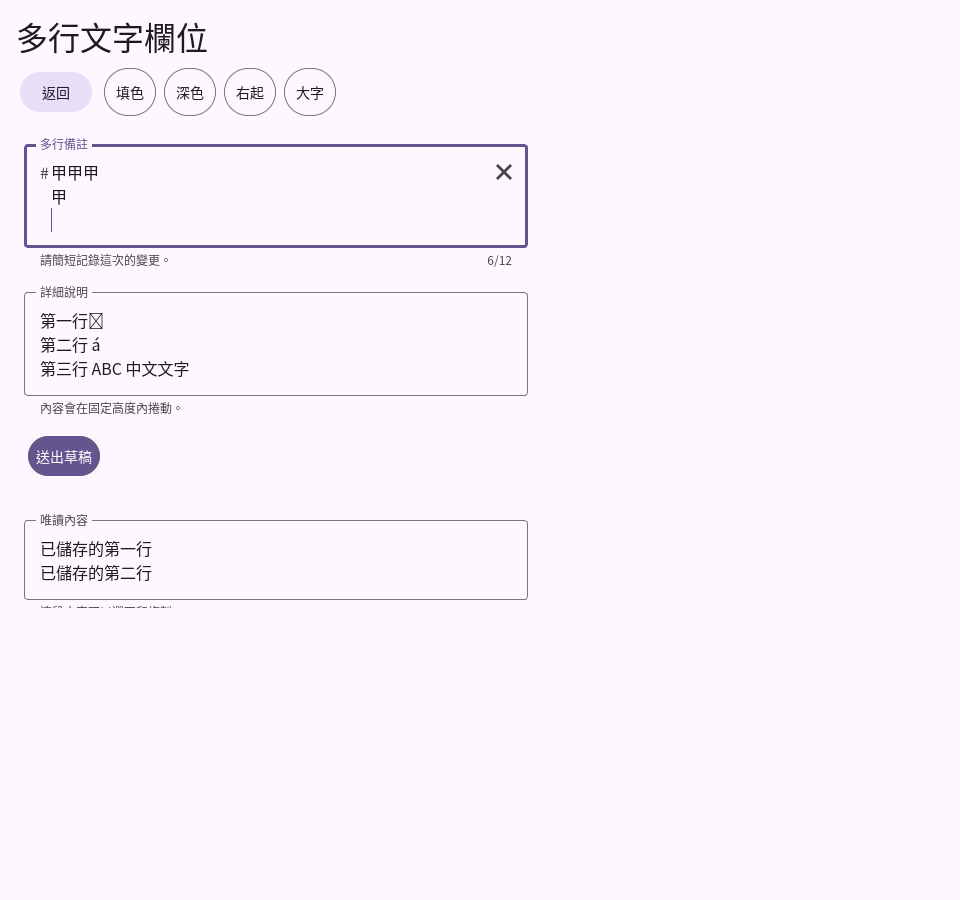 多行文字欄位
返回 填色 深色 右起 大字
多行備註
# 甲甲甲
甲
請簡短記錄這次的變更。 6/12
詳細說明
第一行
第二行 á
第三行 ABC 中文文字
內容會在固定高度內捲動。
送出草稿
唯讀內容
已儲存的第一行
已儲存的第二行